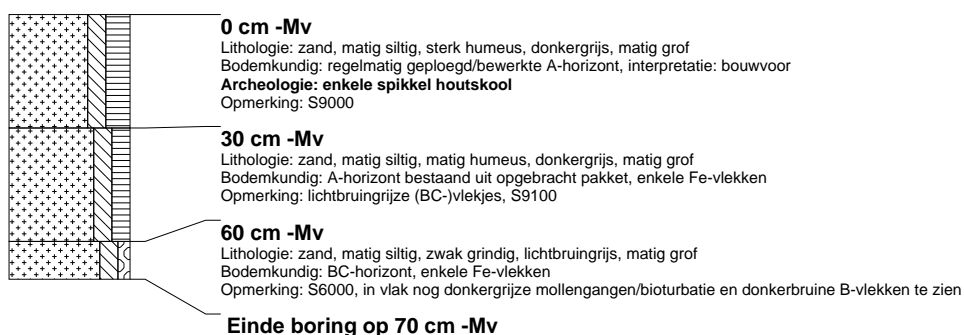 0 cm -Mv
Lithologie: zand, matig siltig, sterk humeus, donkergrijs, matig grof
Bodemkundig: regelmatig geploegd/bewerkte A-horizont, interpretatie: bouwvoor
Archeologie: enkele spikkel houtskool
Opmerking: S9000
30 cm -Mv
Lithologie: zand, matig siltig, matig humeus, donkergrijs, matig grof
Bodemkundig: A-horizont bestaand uit opgebracht pakket, enkele Fe-vlekken
Opmerking: lichtbruingrijze (BC-)vlekjes, S9100
60 cm -Mv
Lithologie: zand, matig siltig, zwak grindig, lichtbruingrijs, matig grof
Bodemkundig: BC-horizont, enkele Fe-vlekken
Opmerking: S6000, in vlak nog donkergrijze mollengangen/bioturbatie en donkerbruine B-vlekken te zien
Einde boring op 70 cm -Mv